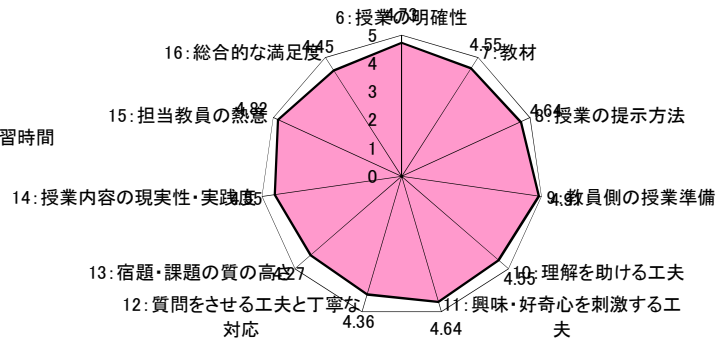 6:授業の明確性
4.73
7:教材
4.55
8:授業の提示方法
4.64
9:教員側の授業準備
4.91
10:理解を助ける工夫
4.55
11:興味・好奇心を刺激する工
夫
4.64
12:質問をさせる工夫と丁寧な
対応
4.36
13:宿題・課題の質の高さ
4.27
14:授業内容の現実性・実践度
15:担当教員の熱意
4.82
16:総合的な満足度
4.45
習時間
5
4
3
2
1
0